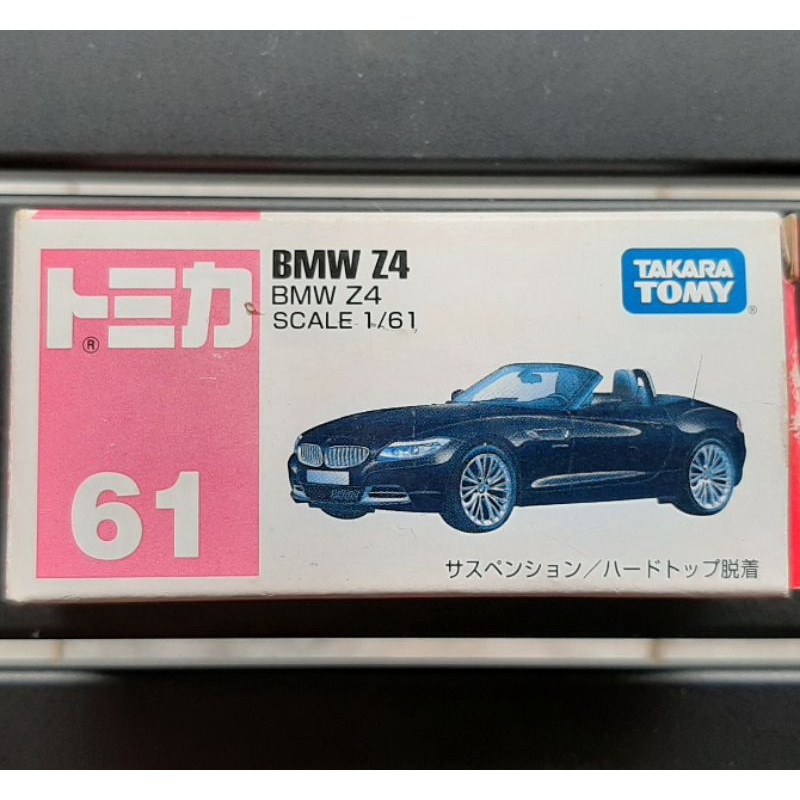 トミカ
®
61
BMW Z4
BMW Z4
SCALE 1/61
TAKARA
TOMY
®
サスペンション/ハードトップ脱着